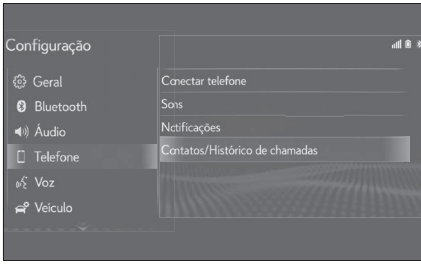 Configuração
Geral
Bluetooth
Áudio
Telefone
Voz
Veículo
Conectar telefone
Sons
Notificações
Contatos/Histórico de chamadas